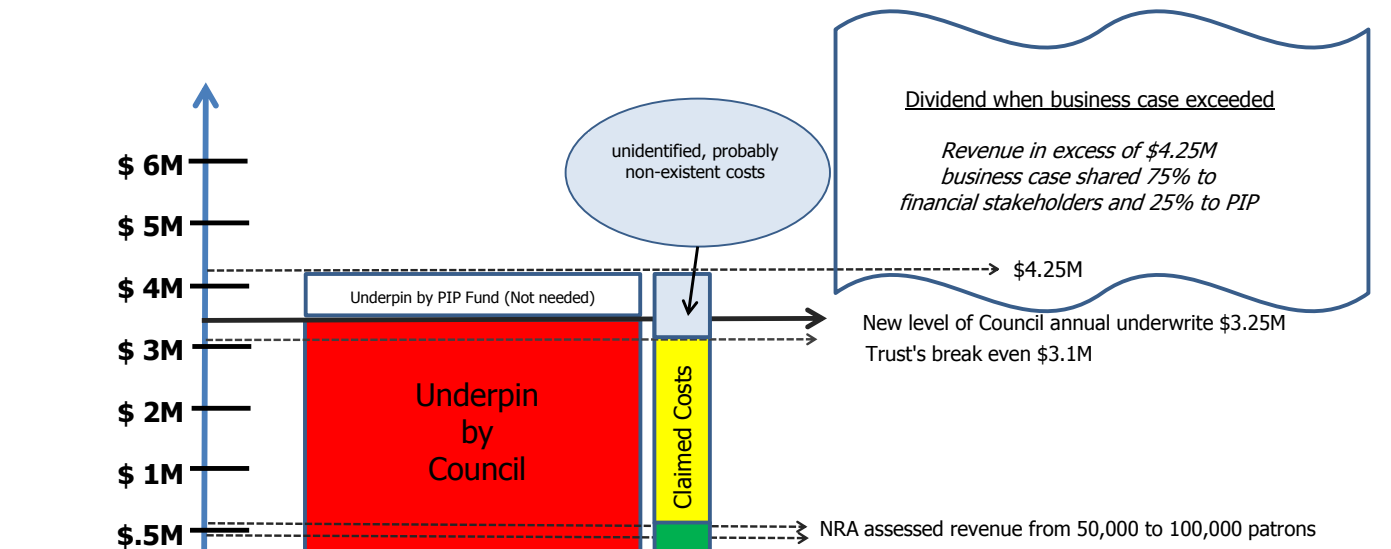 Dividend when business case exceeded
Revenue in excess of $4.25M
business case shared 75% to
financial stakeholders and 25% to PIP
unidentified, probably
non-existent costs
$ 6M
$ 5M
$4.25M
$ 4M
Underpin by PIP Fund (Not needed)
New level of Council annual underwrite $3.25M
$ 3M
Trust's break even $3.1M
Underpin
by
Council
Claimed Costs
$ 2M
$ 1M
$.5M
NRA assessed revenue from 50,000 to 100,000 patrons